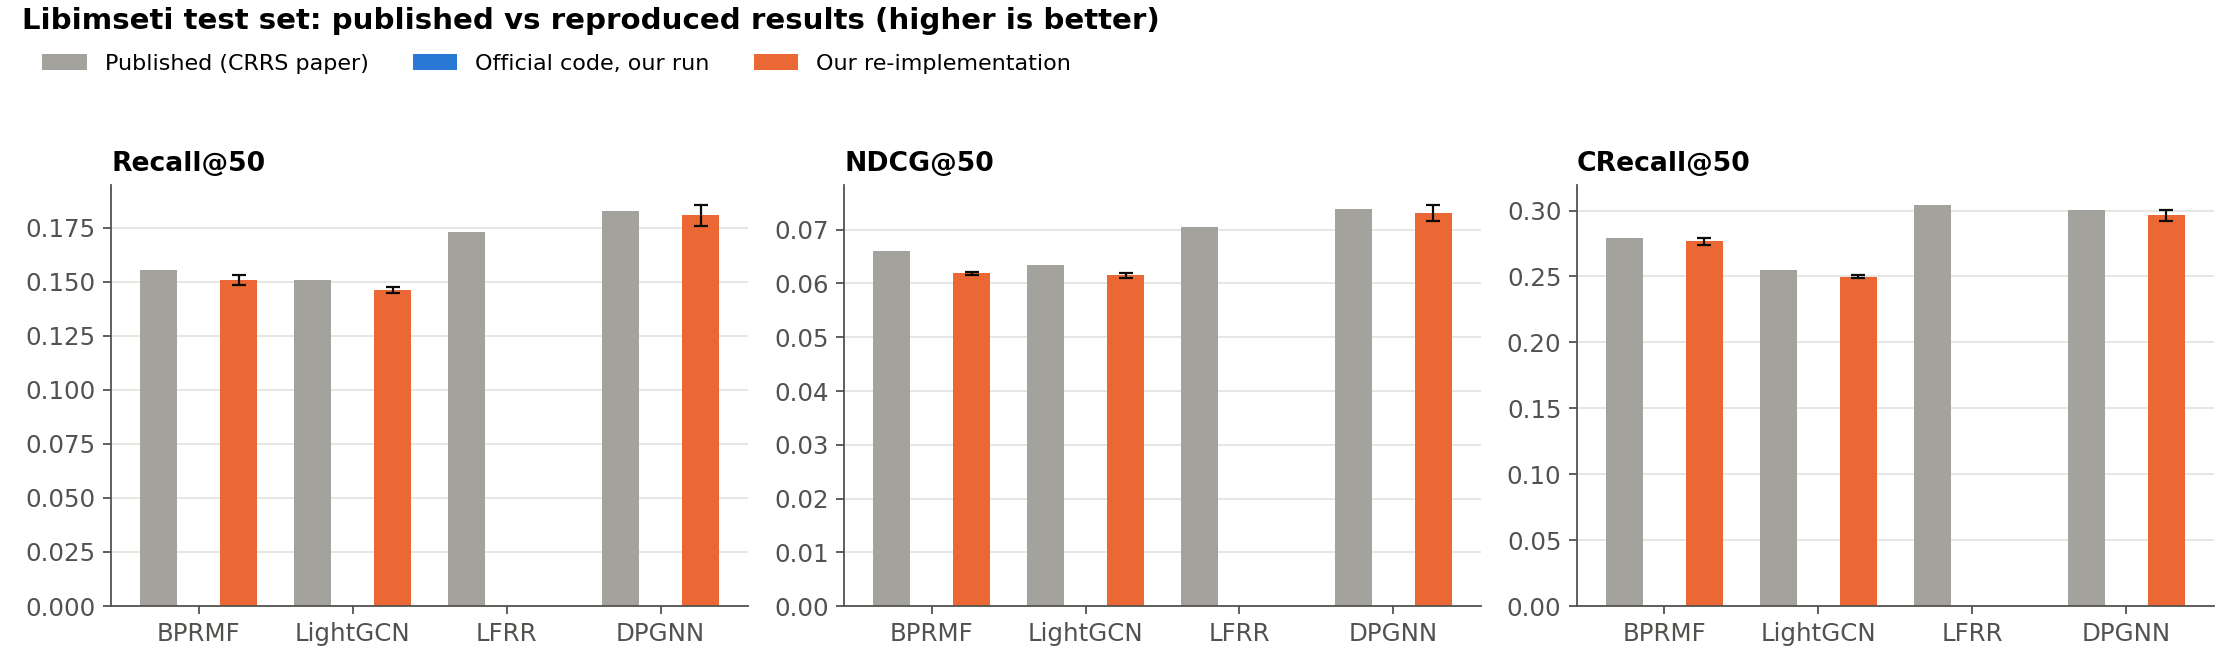 Libimseti test set: published vs reproduced results (higher is better)
Published (CRRS paper) Official code, our run Our re-implementation
Recall@50
0.175
0.150
0.125
0.100
0.075
0.050
0.025
0.000
BPRMF LightGCN LFRR DPGNN
NDCG@50
0.07
0.06
0.05
0.04
0.03
0.02
0.01
0.00
BPRMF LightGCN LFRR DPGNN
CRecall@50
0.30
0.25
0.20
0.15
0.10
0.05
0.00
BPRMF LightGCN LFRR DPGNN